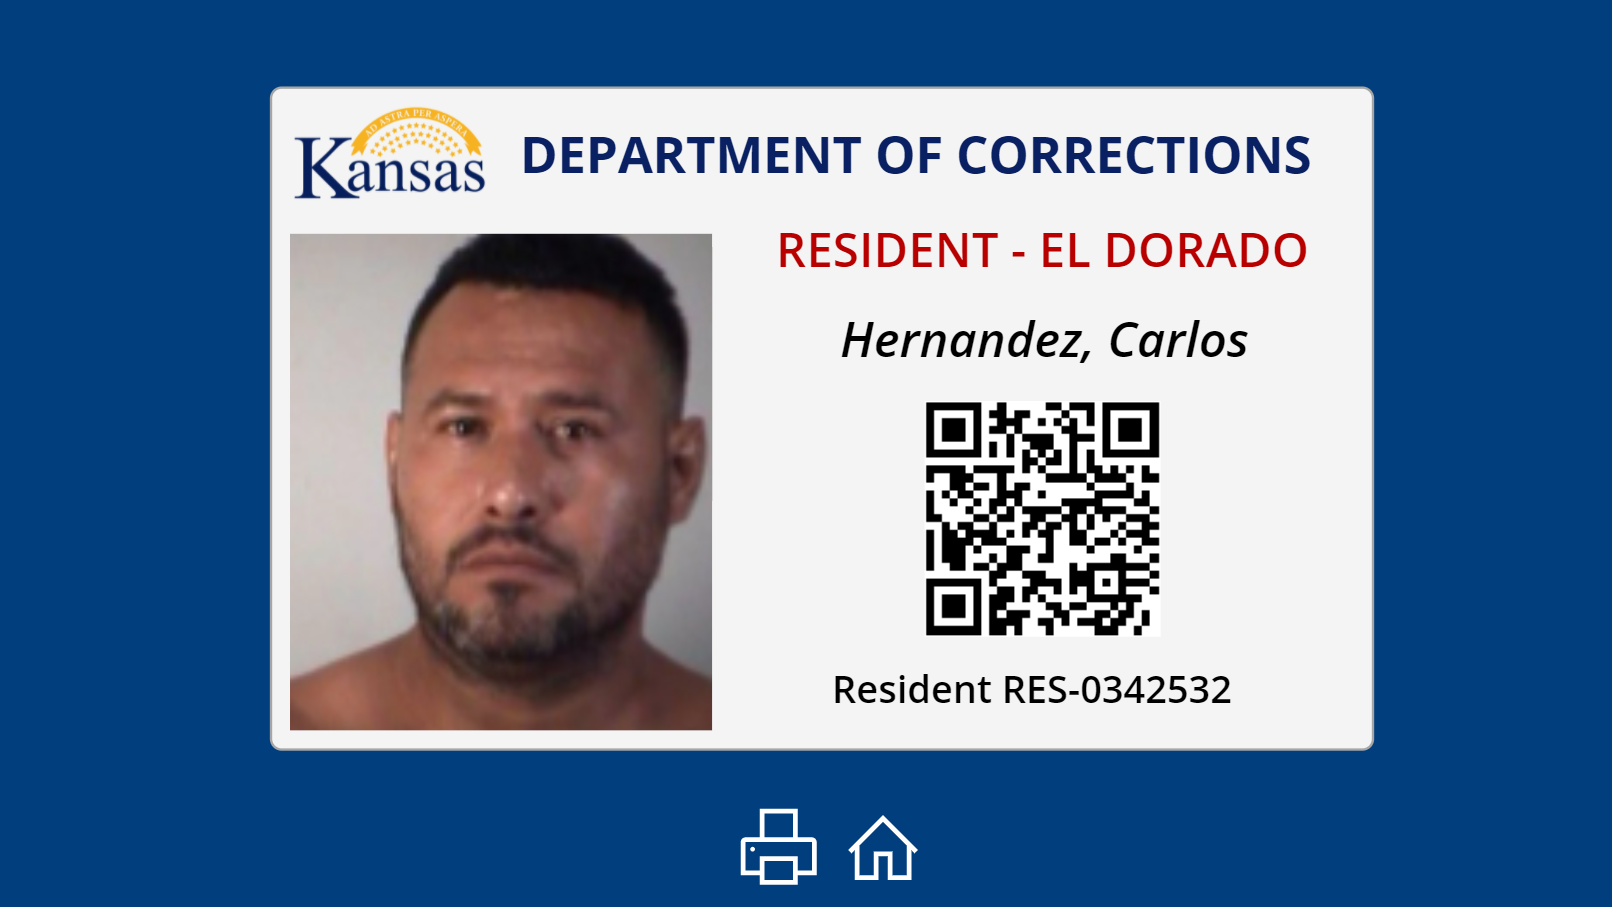 AD ASTRA PER ASPERA
Kansas
DEPARTMENT OF CORRECTIONS
RESIDENT - EL DORADO
Hernandez, Carlos
Resident RES-0342532